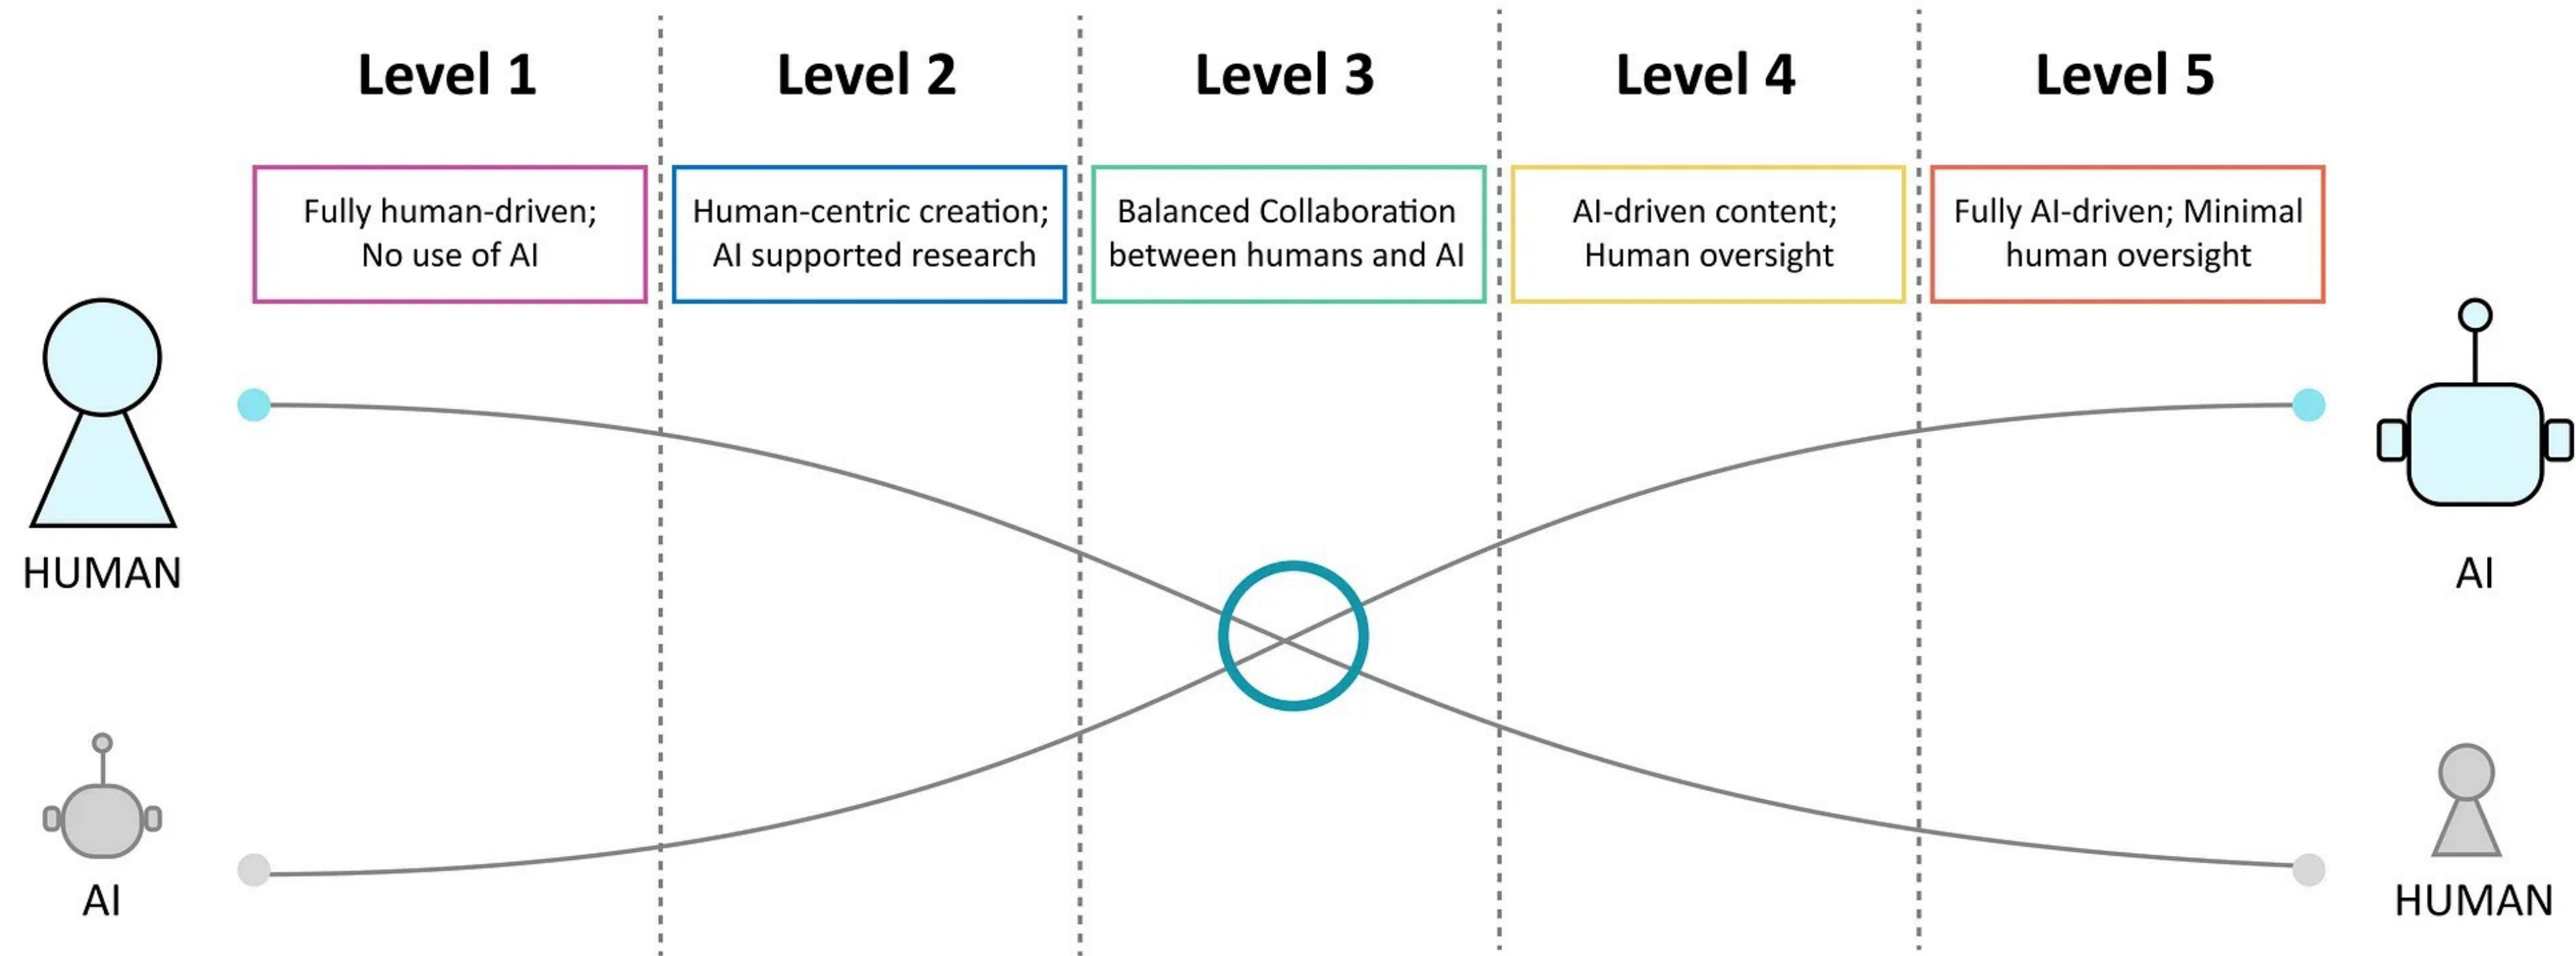 Level 1
Level 2
Level 3
Level 4
Level 5
Fully human-driven;
No use of AI
Human-centric creation;
AI supported research
Balanced Collaboration
between humans and AI
AI-driven content;
Human oversight
Fully AI-driven; Minimal
human oversight
HUMAN
AI
AI
HUMAN